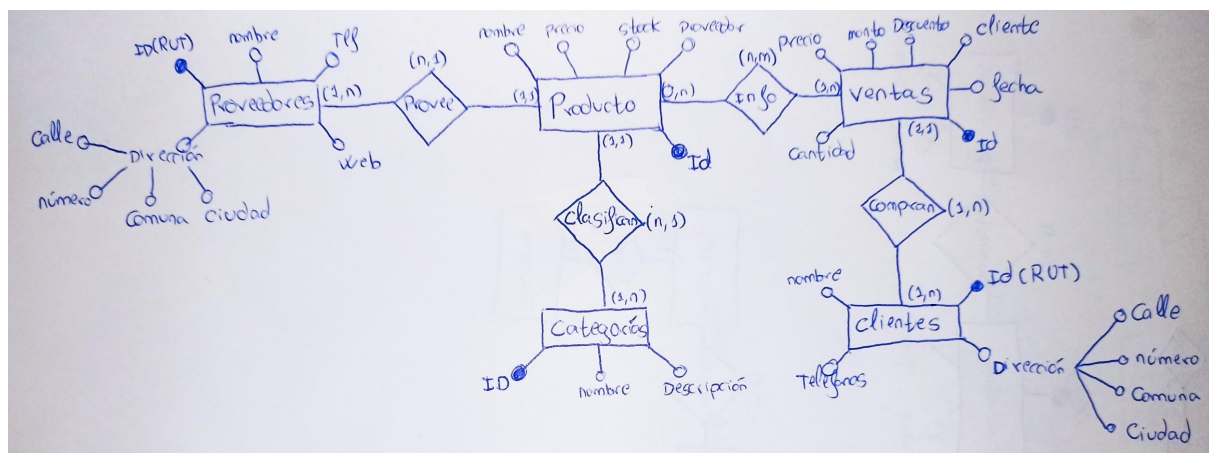 ID(RUT)
nombre
Tlf
Proveedores
(1,n)
(n,1)
Provee
Web
Dirección
Calle
número
Comuna
Ciudad
nombre
precio
stock
Proveedor
(1,1)
Producto
(0,n)
Id
(1,1)
(n,m)
Info
Precio
monto
Descuento
cliente
(1,n)
ventas
fecha
Cantidad
(1,1)
Id
Clasifican
(n,1)
(1,n)
Categorías
ID
nombre
Descripción
Compran
(1,n)
(1,n)
nombre
Id(RUT)
Clientes
Teléfonos
Dirección
Calle
número
Comuna
Ciudad